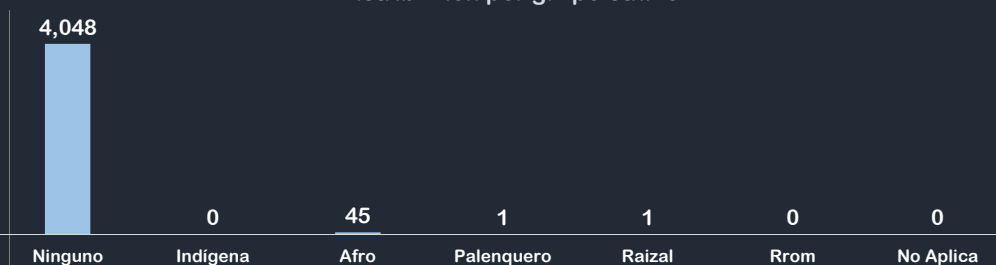 4,048
0
45
1
1
0
0
Ninguno
Indígena
Afro
Palenquero
Raizal
Rrom
No Aplica